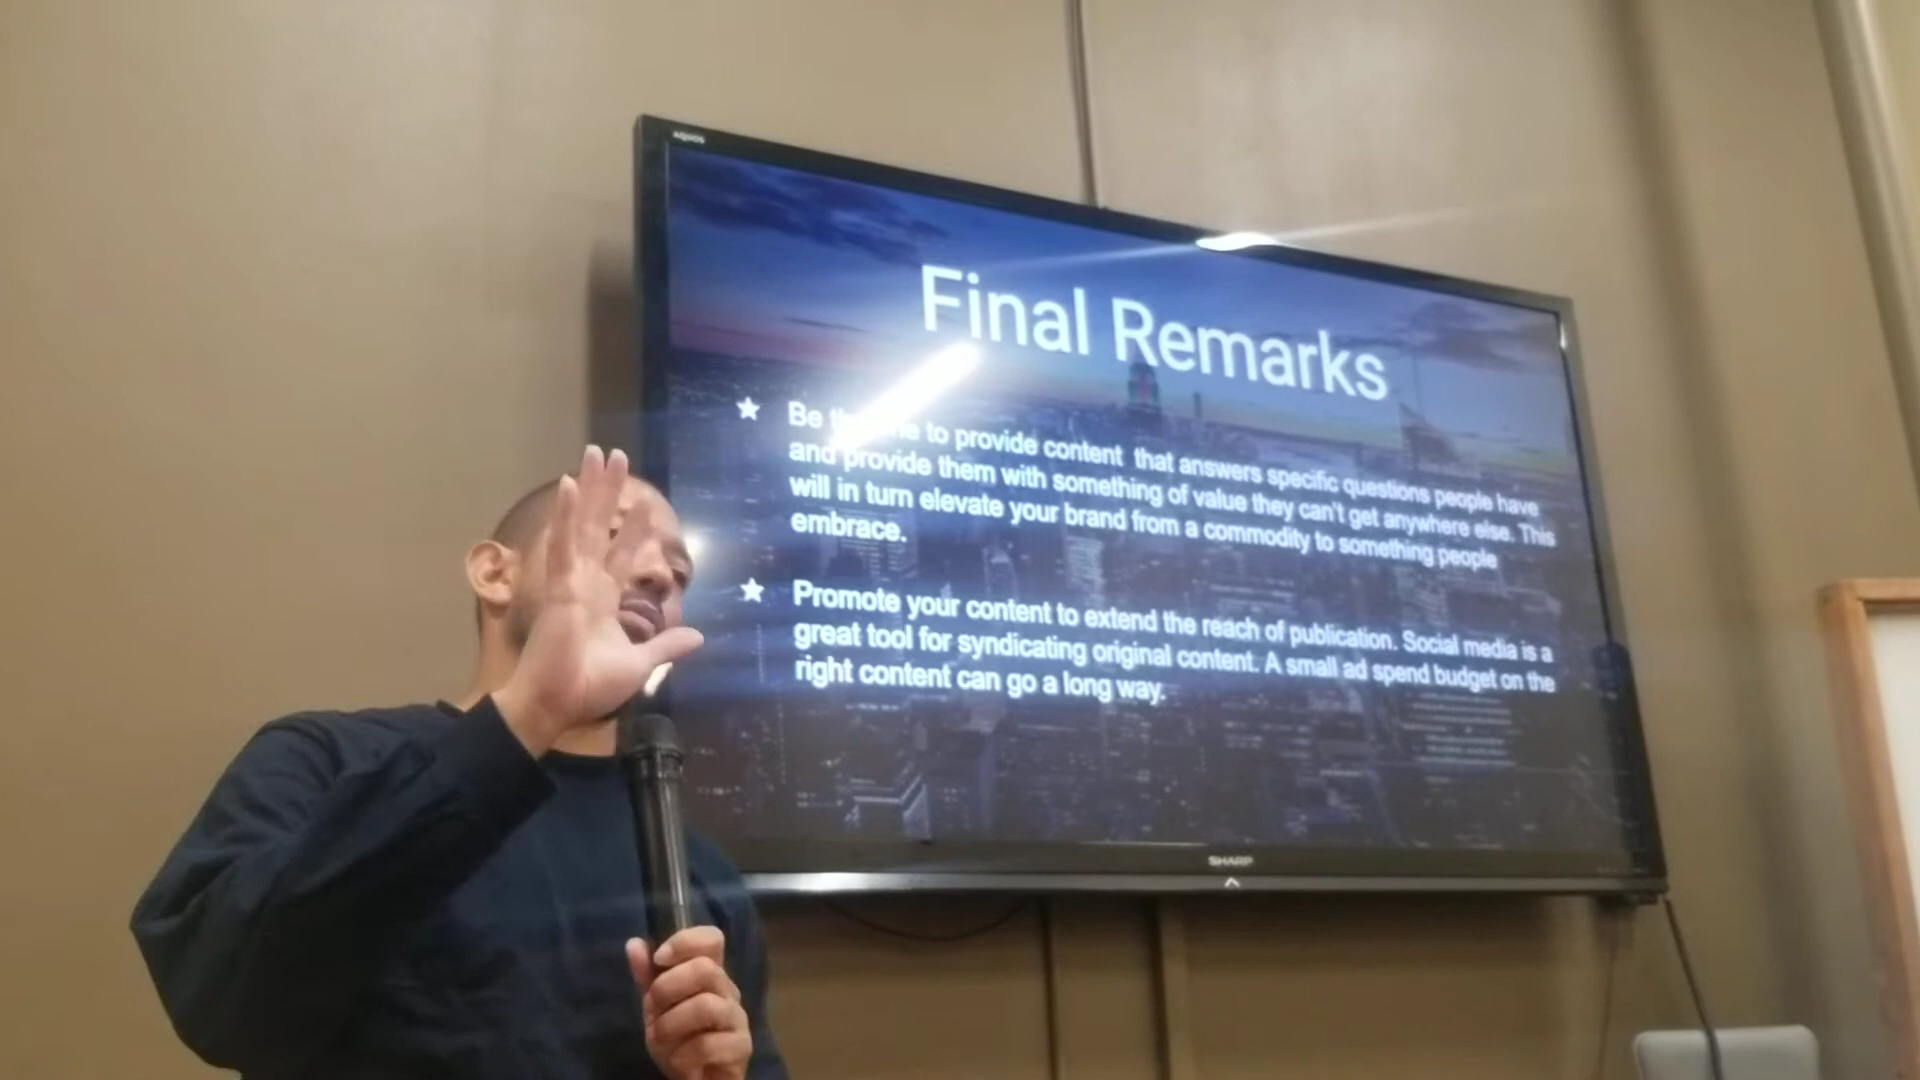 AQUOS
Final Remarks
Be to provide content that answers specific questions people have
and provide them with something of value they can't get anywhere else. This
will in turn elevate your brand from a commodity to something people
embrace.
Promote your content to extend the reach of publication. Social media is a
great tool for syndicating original content. A small ad spend budget on the
right content can go a long way.
SHARP